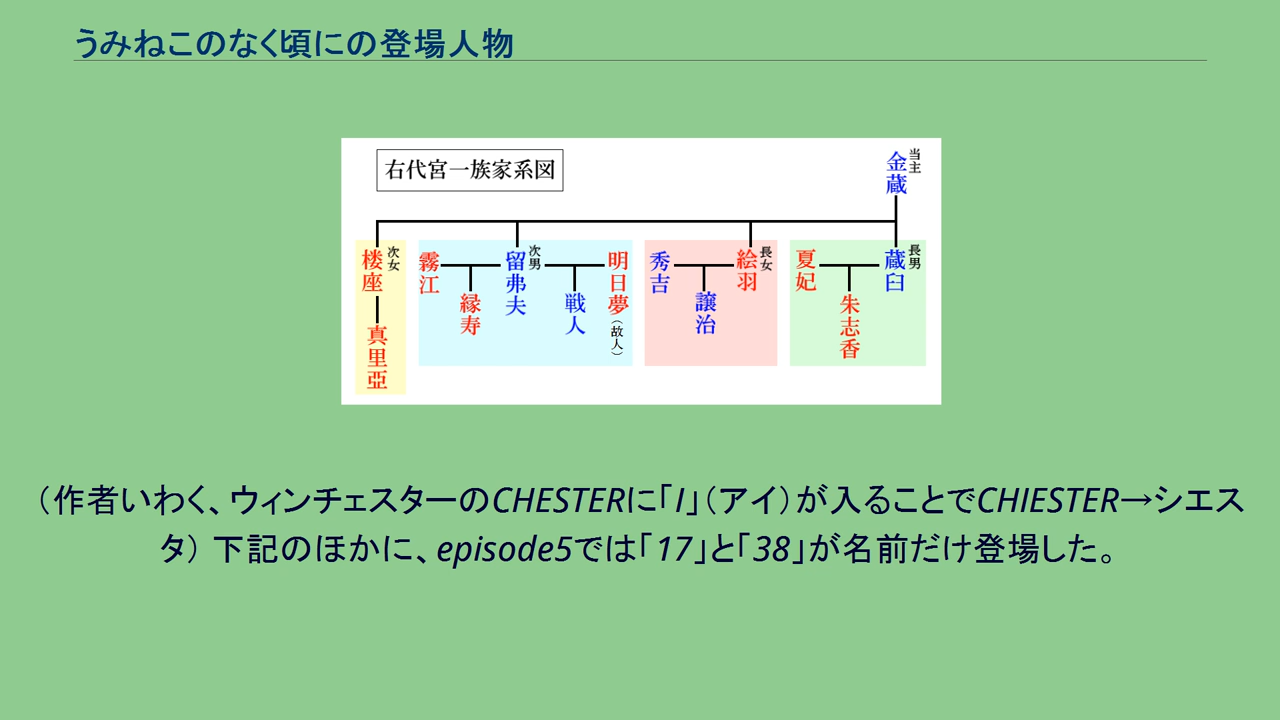 うみねこのなく頃にの登場人物
右代宮一族家系図
当主
金蔵
次女
楼座
真里亞
霧江
縁寿
次男
留弗夫
戦人
明日夢（故人）
秀吉
譲治
長女
絵羽
夏妃
朱志香
長男
蔵臼
（作者いわく、ウィンチェスターのCHESTERに「I」（アイ）が入ることでCHIESTER→シエス
タ） 下記のほかに、episode5では「17」と「38」が名前だけ登場した。